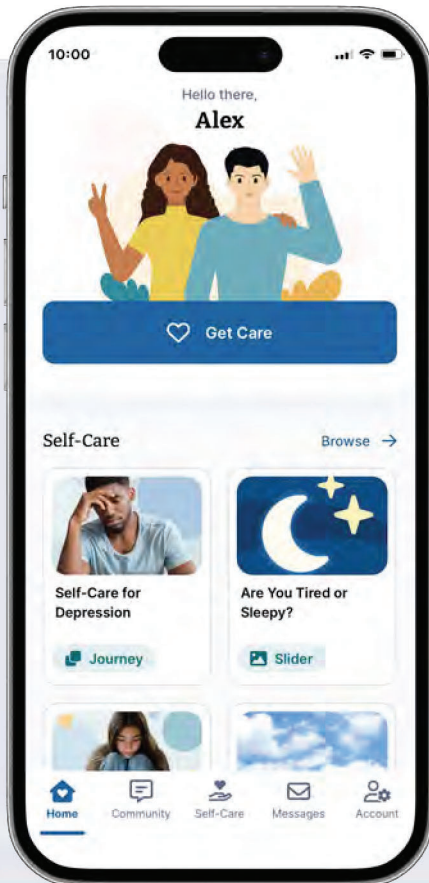 10:00
Hello there,
Alex
Get Care
Self-Care
Browse →
Self-Care for
Depression
Journey
Are You Tired or
Sleepy?
Slider
Home
Community
Self-Care
Messages
Account